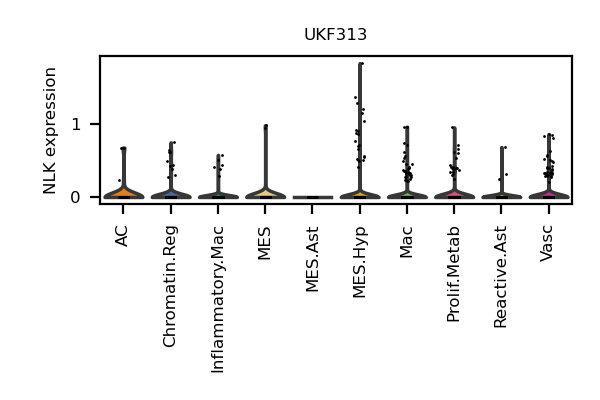 UKF313
NLK expression
1
0
AC
Chromatin.Reg
Inflammatory.Mac
MES
MES.Ast
MES.Hyp
Mac
Prolif.Metab
Reactive.Ast
Vasc